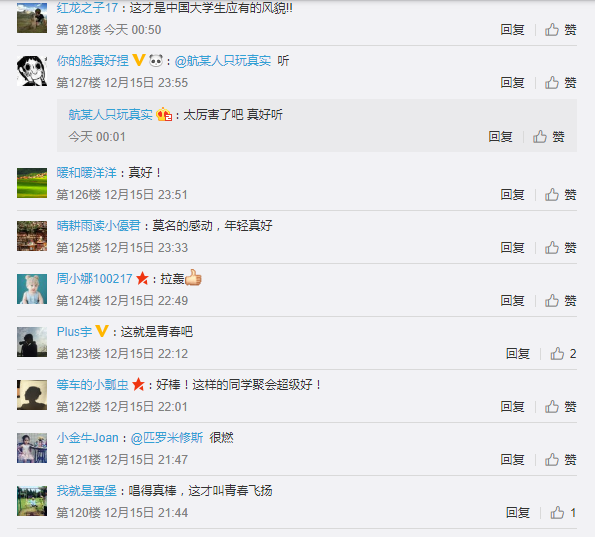 红龙之子17：这才是中国大学生应有的风貌!!
第128楼 今天 00:50 回复 赞
你的脸真好捏：@航某人只玩真实 听
第127楼 12月15日 23:55 回复 赞
航某人只玩真实：太厉害了吧 真好听
今天 00:01 回复 赞
暖和暖洋洋：真好！
第126楼 12月15日 23:51 回复 赞
晴耕雨读小優君：莫名的感动，年轻真好
第125楼 12月15日 23:33 回复 赞
周小娜100217：拉轰
第124楼 12月15日 22:49 回复 赞
Plus宇：这就是青春吧
第123楼 12月15日 22:12 回复 2
等车的小瓢虫：好棒！这样的同学聚会超级好！
第122楼 12月15日 22:01 回复 赞
小金牛Joan：@匹罗米修斯 很燃
第121楼 12月15日 21:47 回复 赞
我就是蛋堡：唱得真棒，这才叫青春飞扬
第120楼 12月15日 21:44 回复 1